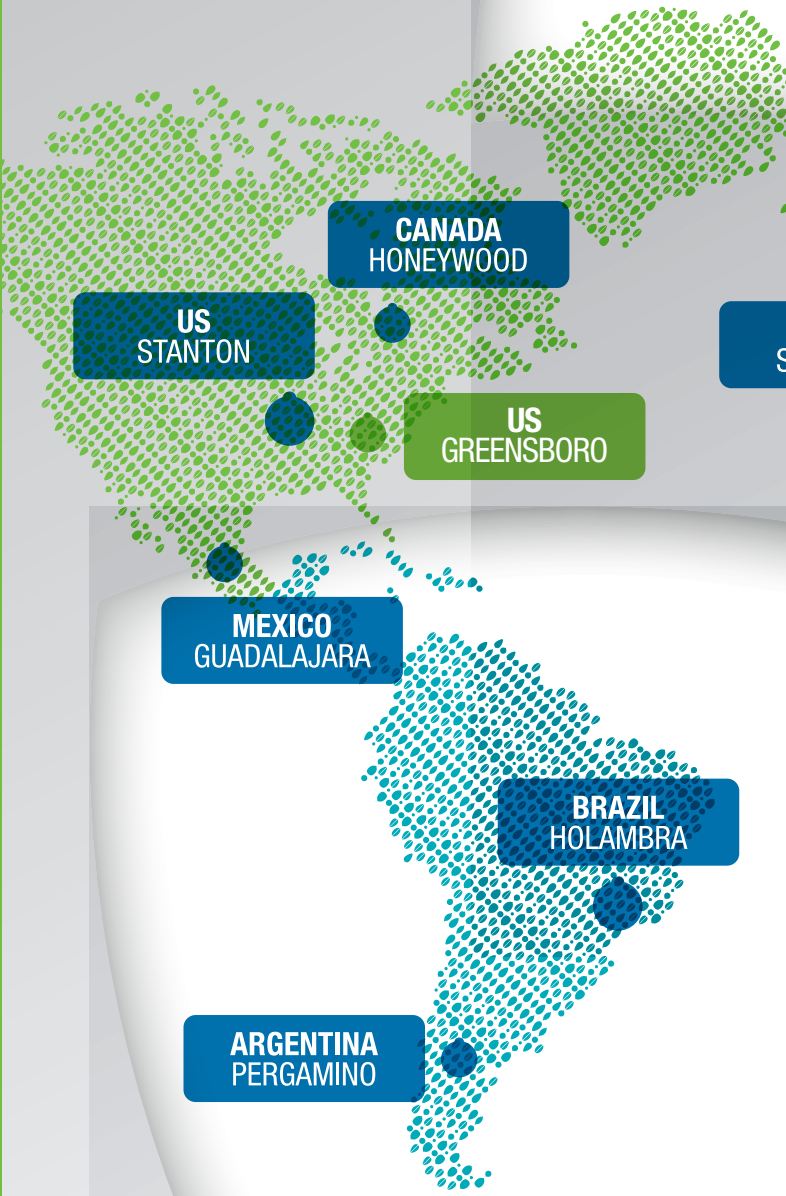 CANADA
HONEYWOOD
US
STANTON
US
GREENSBORO
MEXICO
GUADALAJARA
BRAZIL
HOLAMBRA
ARGENTINA
PERGAMINO